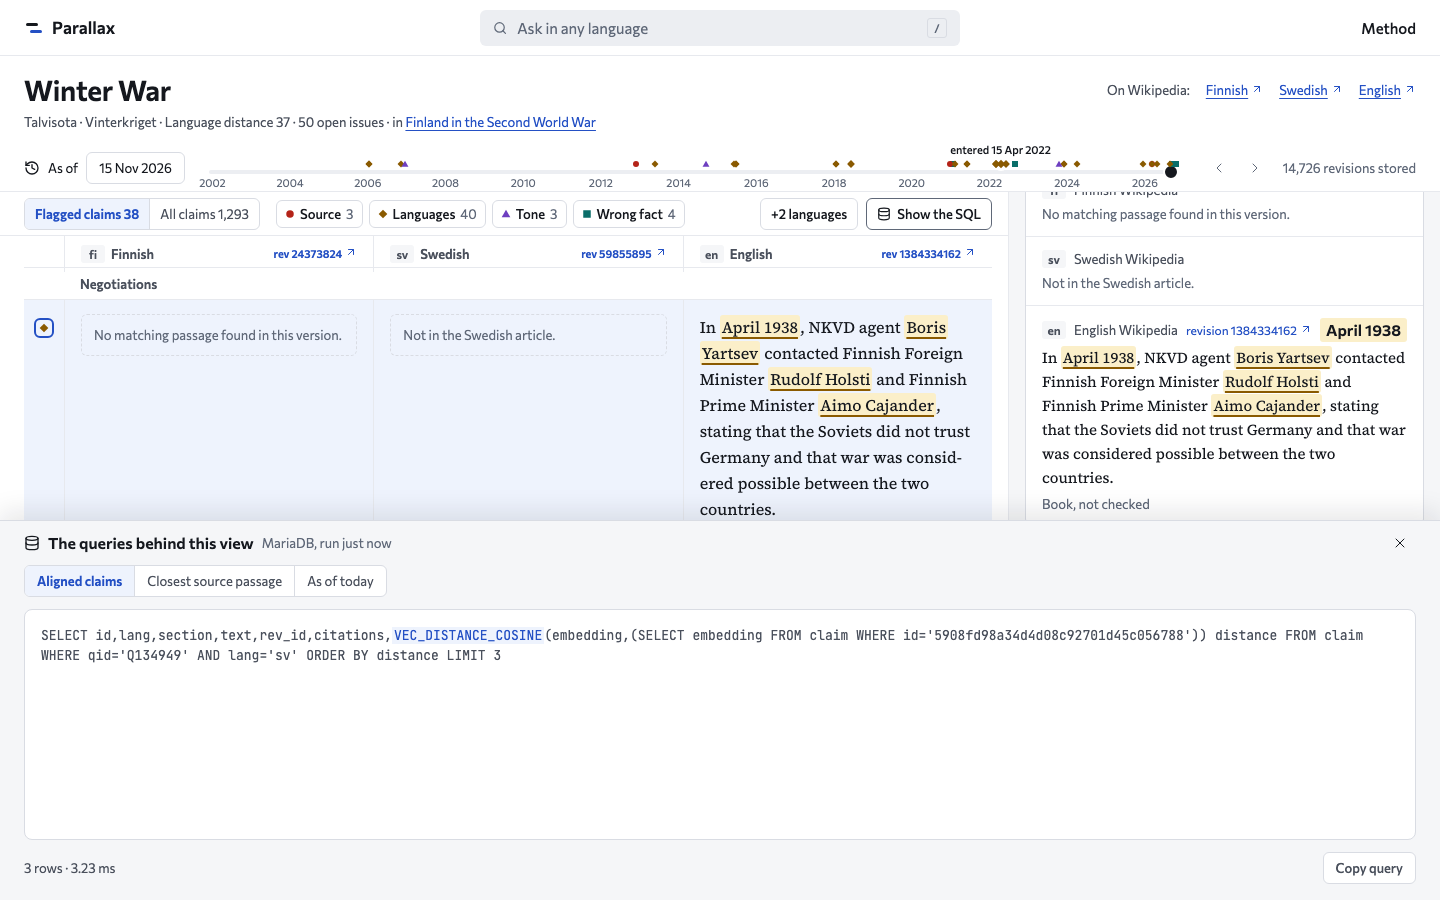 Parallax
Ask in any language
/
Method
Winter War
On Wikipedia: Finnish Swedish English
Talvisota · Vinterkriget · Language distance 37 · 50 open issues · in Finland in the Second World War
entered 15 Apr 2022
As of 15 Nov 2026
14,726 revisions stored
2002 2004 2006 2008 2010 2012 2014 2016 2018 2020 2022 2024 2026
Flagged claims 38
All claims 1,293
Source 3
Languages 40
Tone 3
Wrong fact 4
+2 languages
Show the SQL
fi Finnish rev 24373824
sv Swedish rev 59855895
en English rev 1384334162
Negotiations
No matching passage found in this version.
Not in the Swedish article.
In April 1938, NKVD agent Boris
Yartsev contacted Finnish Foreign
Minister Rudolf Holsti and Finnish
Prime Minister Aimo Cajander,
stating that the Soviets did not trust
Germany and that war was consid-
ered possible between the two
countries.
fi Finnish Wikipedia
No matching passage found in this version.
sv Swedish Wikipedia
Not in the Swedish article.
en English Wikipedia revision 1384334162 April 1938
In April 1938, NKVD agent Boris Yartsev contacted
Finnish Foreign Minister Rudolf Holsti and
Finnish Prime Minister Aimo Cajander, stating
that the Soviets did not trust Germany and that war
was considered possible between the two
countries.
Book, not checked
The queries behind this view MariaDB, run just now
Aligned claims
Closest source passage
As of today
SELECT id,lang,section,text,rev_id,citations,VEC_DISTANCE_COSINE(embedding,(SELECT embedding FROM claim WHERE id='5908fd98a34d4d08c92701d45c056788')) distance FROM claim
WHERE qid='Q134949' AND lang='sv' ORDER BY distance LIMIT 3
3 rows · 3.23 ms
Copy query